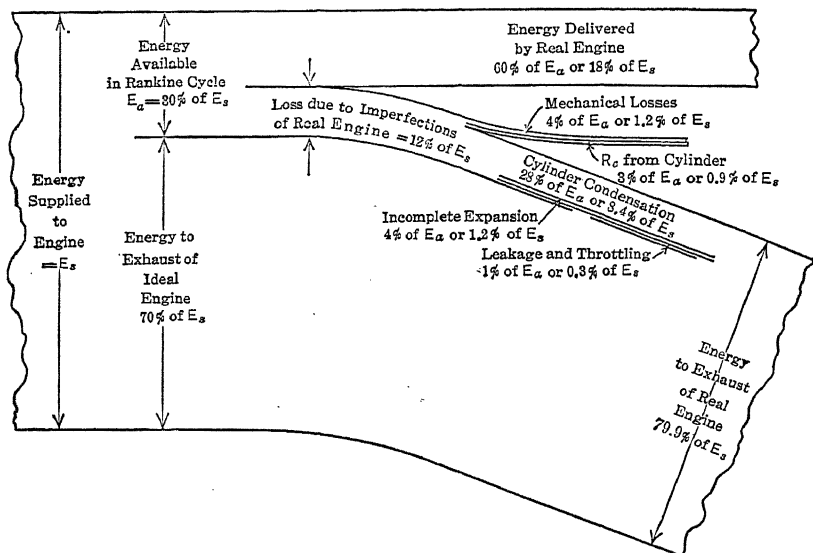 Energy
Available
in Rankine Cycle
Eₐ = 30% of Eₛ
Energy Delivered
by Real Engine
60% of Eₐ or 18% of Eₛ
Loss due to Imperfections
of Real Engine = 12% of Eₛ
Mechanical Losses
4% of Eₐ or 1.2% of Eₛ
R꜀ from Cylinder
3% of Eₐ or 0.9% of Eₛ
Cylinder Condensation
28% of Eₐ or 8.4% of Eₛ
Energy
Supplied
to
Engine
= Eₛ
Energy to
Exhaust of
Ideal
Engine
70% of Eₛ
Incomplete Expansion
4% of Eₐ or 1.2% of Eₛ
Leakage and Throttling
1% of Eₐ or 0.3% of Eₛ
Energy
to Exhaust
of Real
Engine
79.9% of Eₛ